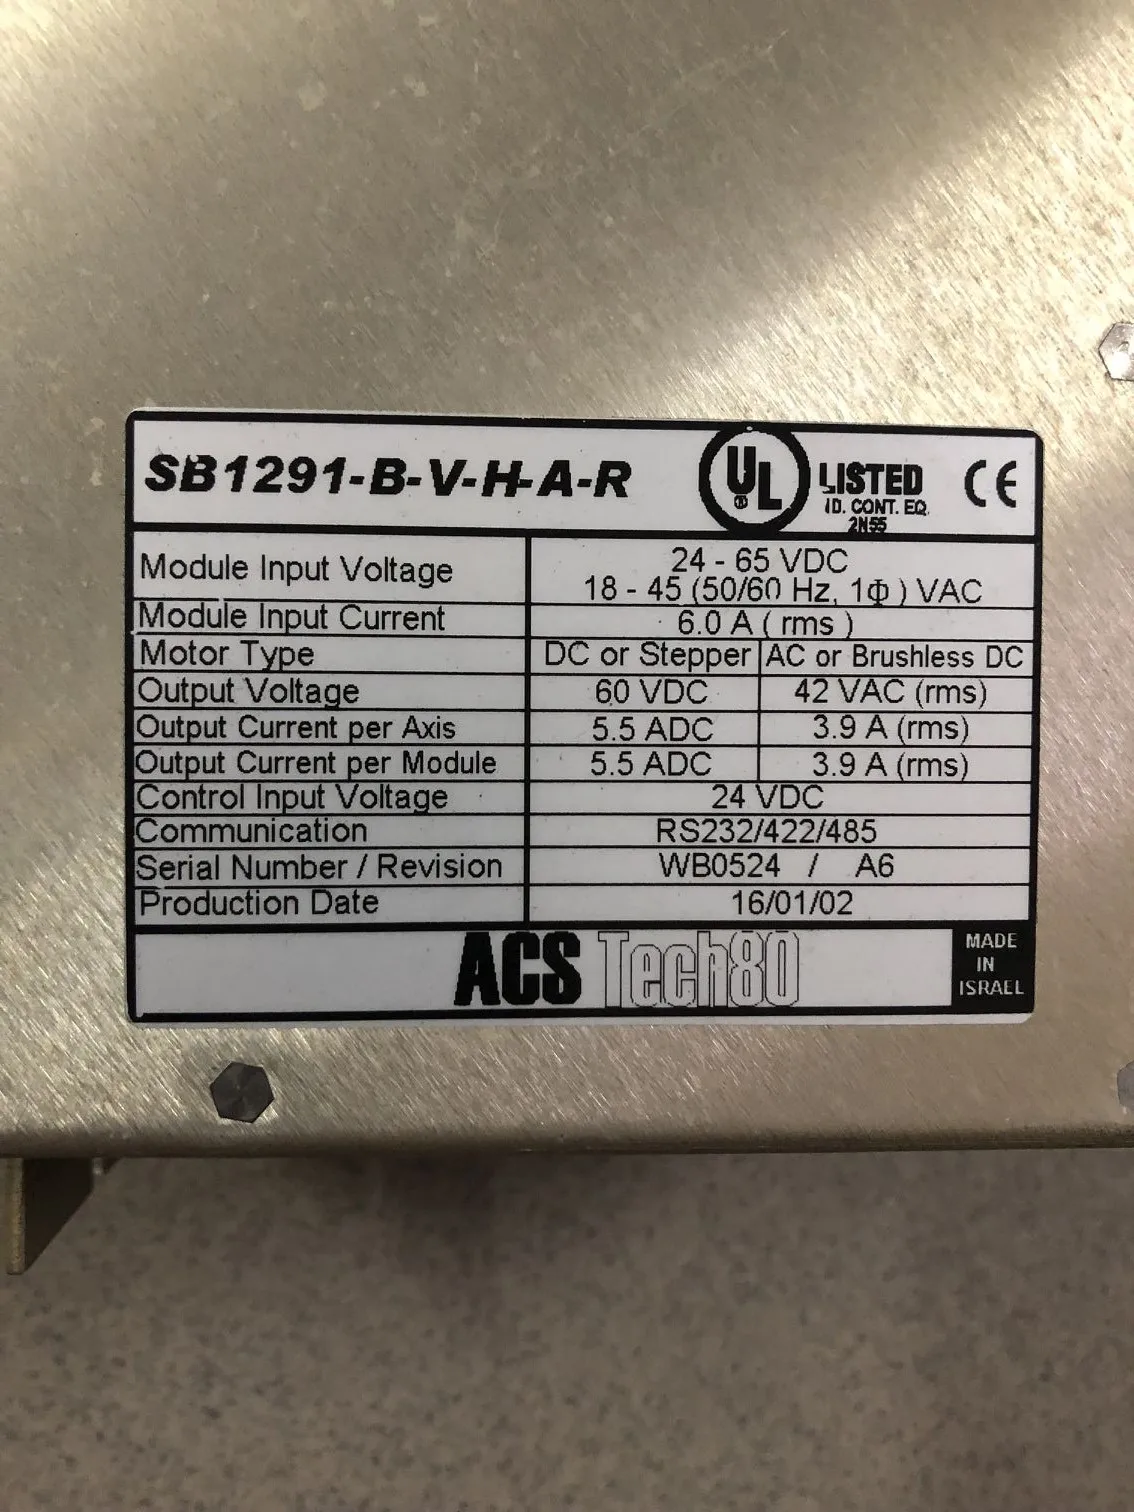 SB1291-B-V-H-A-R
UL ® LISTED CE
ID. CONT. EQ.
2N55
Module Input Voltage 24 - 65 VDC
18 - 45 (50/60 Hz, 1Φ ) VAC
Module Input Current 6.0 A ( rms )
Motor Type DC or Stepper AC or Brushless DC
Output Voltage 60 VDC 42 VAC (rms)
Output Current per Axis 5.5 ADC 3.9 A (rms)
Output Current per Module 5.5 ADC 3.9 A (rms)
Control Input Voltage 24 VDC
Communication RS232/422/485
Serial Number / Revision WB0524 / A6
Production Date 16/01/02
ACS Tech80
MADE
IN
ISRAEL